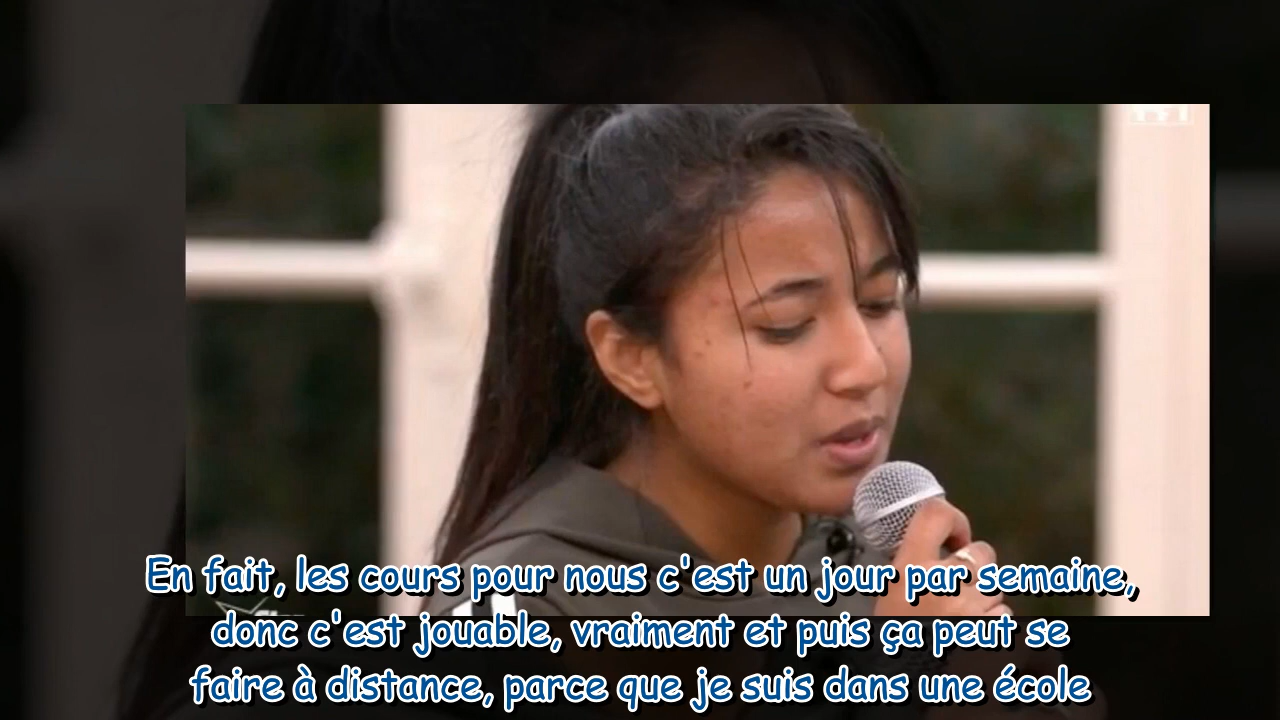 TF1
En fait, les cours pour nous c'est un jour par semaine,
donc c'est jouable, vraiment et puis ça peut se
faire à distance, parce que je suis dans une école